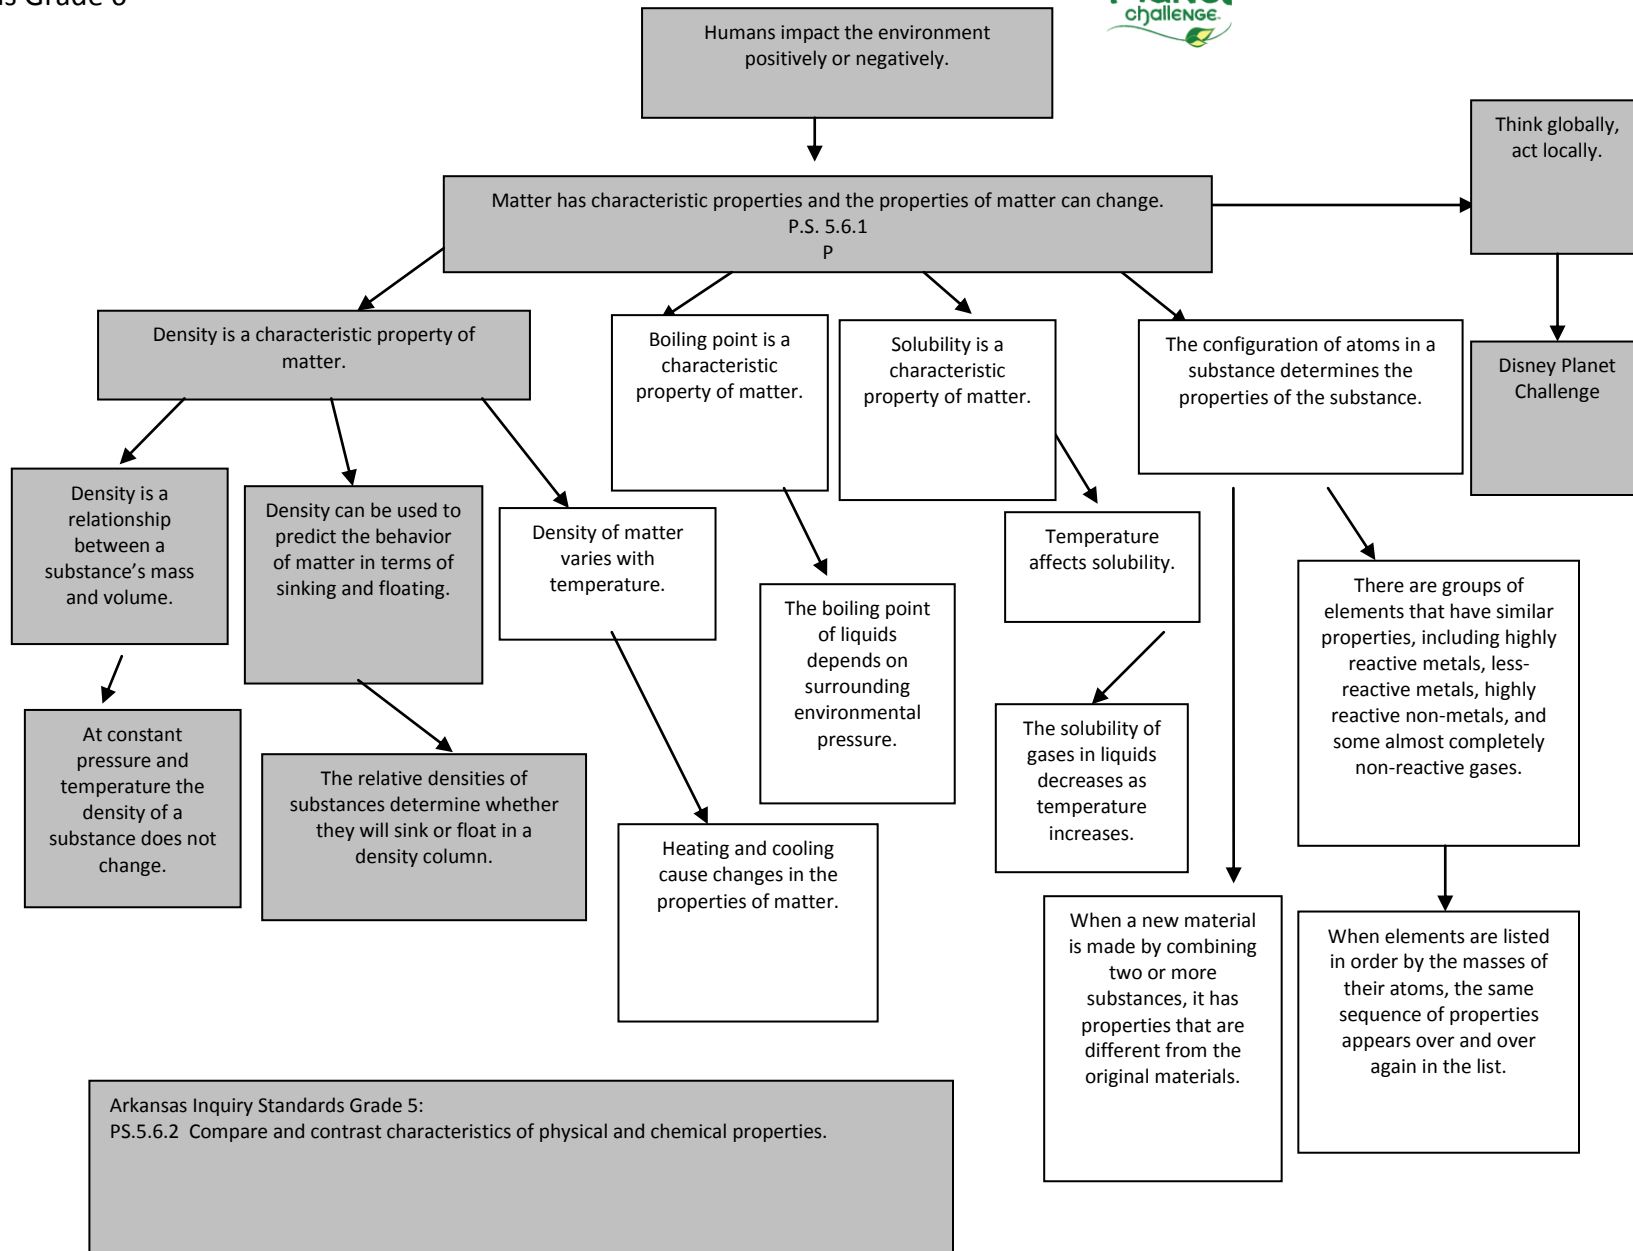 Grade 6
challenge
Humans impact the environment
positively or negatively.
Think globally,
act locally.
Matter has characteristic properties and the properties of matter can change.
P.S. 5.6.1
P
Density is a characteristic property of
matter.
Boiling point is a
characteristic
property of matter.
Solubility is a
characteristic
property of matter.
The configuration of atoms in a
substance determines the
properties of the substance.
Disney Planet
Challenge
Density is a
relationship
between a
substance’s mass
and volume.
Density can be used to
predict the behavior
of matter in terms of
sinking and floating.
Density of matter
varies with
temperature.
Temperature
affects solubility.
The boiling point
of liquids
depends on
surrounding
environmental
pressure.
There are groups of
elements that have similar
properties, including highly
reactive metals, less-
reactive metals, highly
reactive non-metals, and
some almost completely
non-reactive gases.
At constant
pressure and
temperature the
density of a
substance does not
change.
The relative densities of
substances determine whether
they will sink or float in a
density column.
The solubility of
gases in liquids
decreases as
temperature
increases.
Heating and cooling
cause changes in the
properties of matter.
When a new material
is made by combining
two or more
substances, it has
properties that are
different from the
original materials.
When elements are listed
in order by the masses of
their atoms, the same
sequence of properties
appears over and over
again in the list.
Arkansas Inquiry Standards Grade 5:
PS.5.6.2  Compare and contrast characteristics of physical and chemical properties.